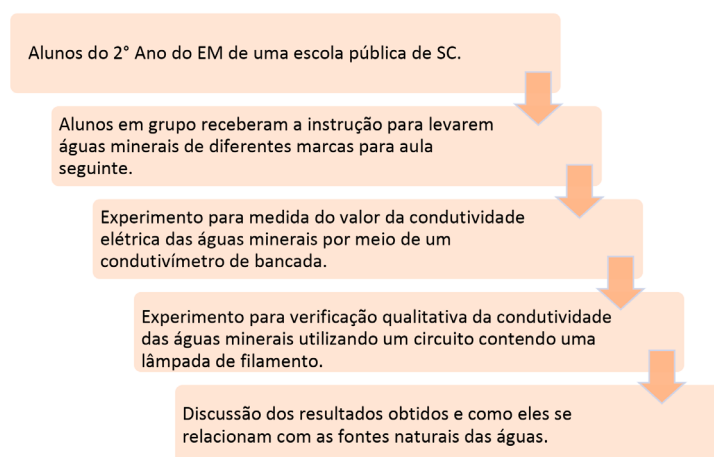 Alunos do 2° Ano do EM de uma escola pública de SC.
Alunos em grupo receberam a instrução para levarem
águas minerais de diferentes marcas para aula
seguinte.
Experimento para medida do valor da condutividade
elétrica das águas minerais por meio de um
condutivímetro de bancada.
Experimento para verificação qualitativa da condutividade
das águas minerais utilizando um circuito contendo uma
lâmpada de filamento.
Discussão dos resultados obtidos e como eles se
relacionam com as fontes naturais das águas.